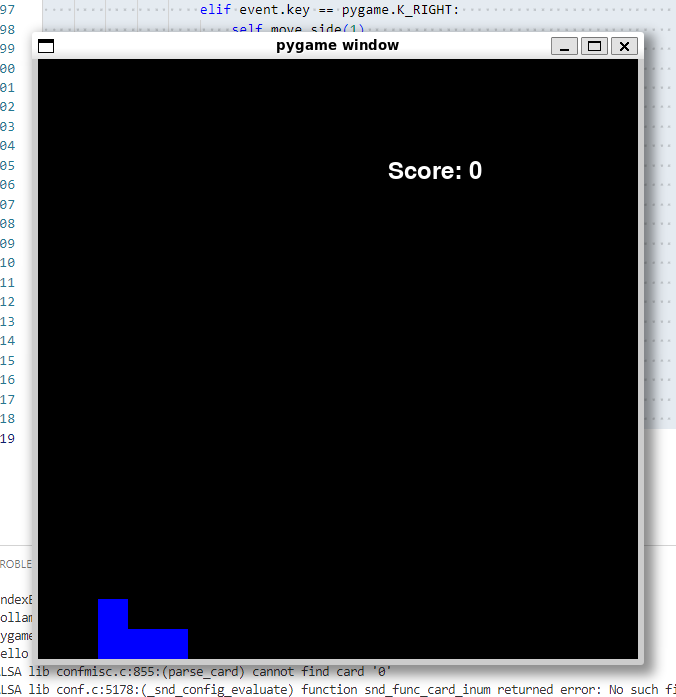 97 elif event.key == pygame.K_RIGHT:
98 self.move_side(1)
99 pygame window
00
01
02
03
04
05 Score: 0
06
07
08
09
10
11
12
13
14
15
16
17
18
19
ROBLE
ndexE
ollam
ygame
ello
LSA lib confmisc.c:855:(parse_card) cannot find card '0'
LSA lib conf.c:5178:(_snd_config_evaluate) function snd_func_card_inum returned error: No such fi